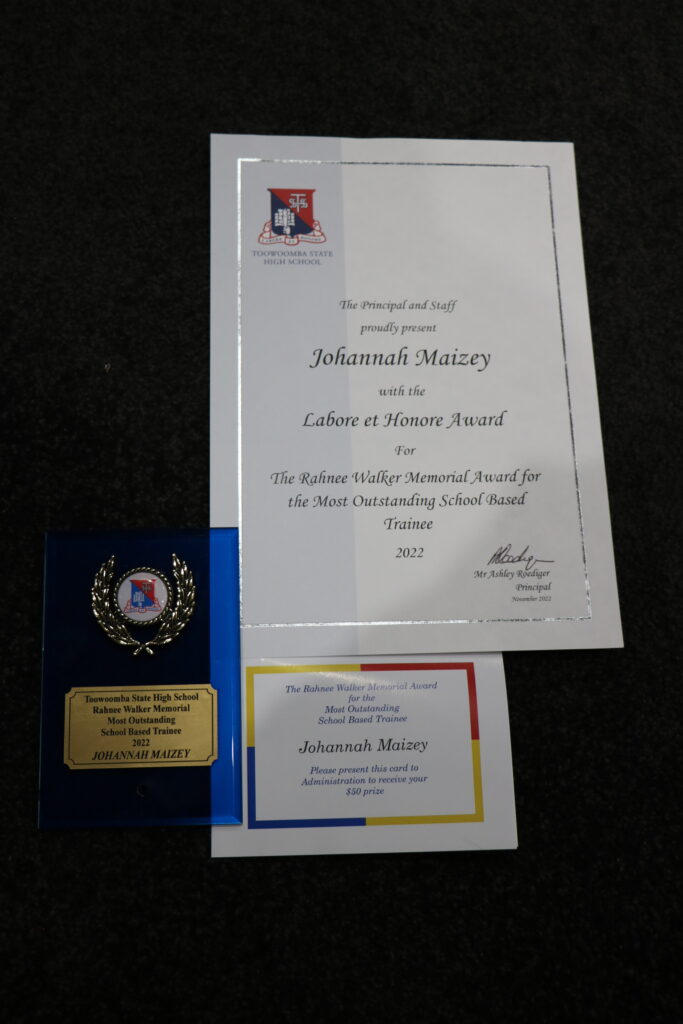 LABORE ET HONORE
TOOWOOMBA STATE
HIGH SCHOOL
The Principal and Staff
proudly present
Johannah Maizey
with the
Labore et Honore Award
For
The Rahnee Walker Memorial Award for
the Most Outstanding School Based
Trainee
2022
Mr Ashley Roediger
Principal
November 2022
Toowoomba State High School
Rahnee Walker Memorial
Most Outstanding
School Based Trainee
2022
JOHANNAH MAIZEY
The Rahnee Walker Memorial Award
for the
Most Outstanding
School Based Trainee
Johannah Maizey
Please present this card to
Administration to receive your
$50 prize